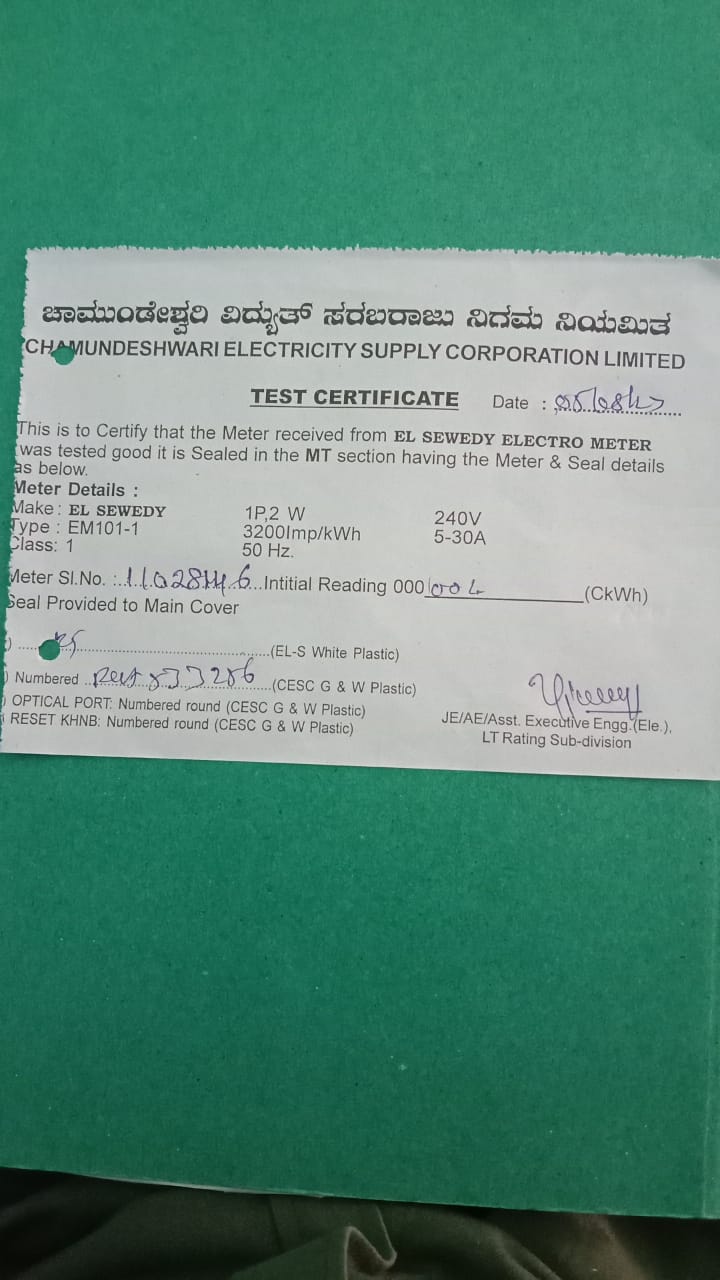 ಚಾಮುಂಡೇಶ್ವರಿ ವಿದ್ಯುತ್ ಸರಬರಾಜು ನಿಗಮ ನಿಯಮಿತ
CHAMUNDESHWARI ELECTRICITY SUPPLY CORPORATION LIMITED
TEST CERTIFICATE Date :
This is to Certify that the Meter received from EL SEWEDY ELECTRO METER
was tested good it is Sealed in the MT section having the Meter & Seal details
as below.
Meter Details :
Make : EL SEWEDY 1P,2 W 240V
Type : EM101-1 3200Imp/kWh 5-30A
Class: 1 50 Hz.
Meter Sl.No. : Intitial Reading 000 (CkWh)
Seal Provided to Main Cover
(EL-S White Plastic)
Numbered 833286 (CESC G & W Plastic)
OPTICAL PORT: Numbered round (CESC G & W Plastic)
RESET KHNB: Numbered round (CESC G & W Plastic)
JE/AE/Asst. Executive Engg.(Ele.),
LT Rating Sub-division